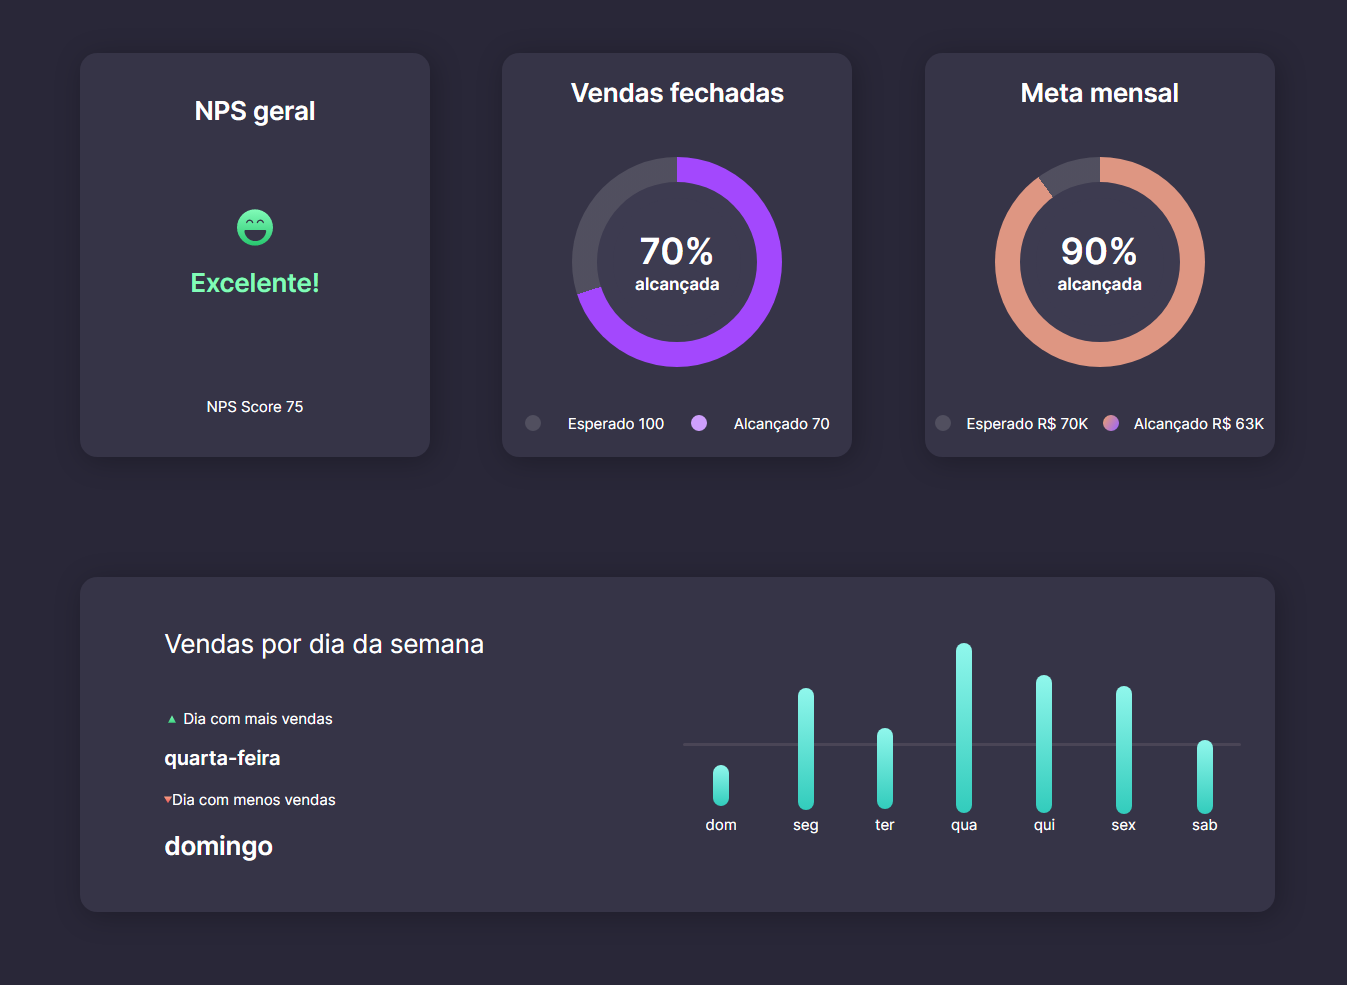 NPS geral
Excelente!
NPS Score 75
Vendas fechadas
70%
alcançada
Esperado 100
Alcançado 70
Meta mensal
90%
alcançada
Esperado R$ 70K
Alcançado R$ 63K
Vendas por dia da semana
Dia com mais vendas
quarta-feira
Dia com menos vendas
domingo
dom seg ter qua qui sex sab